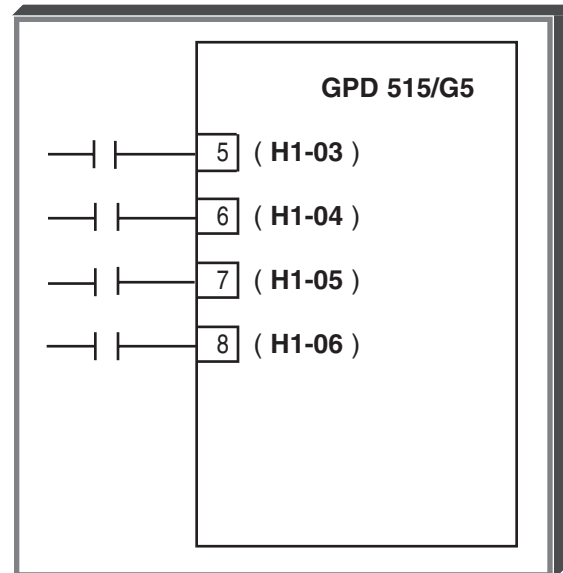 GPD 515/G5
5 ( H1-03 )
6 ( H1-04 )
7 ( H1-05 )
8 ( H1-06 )